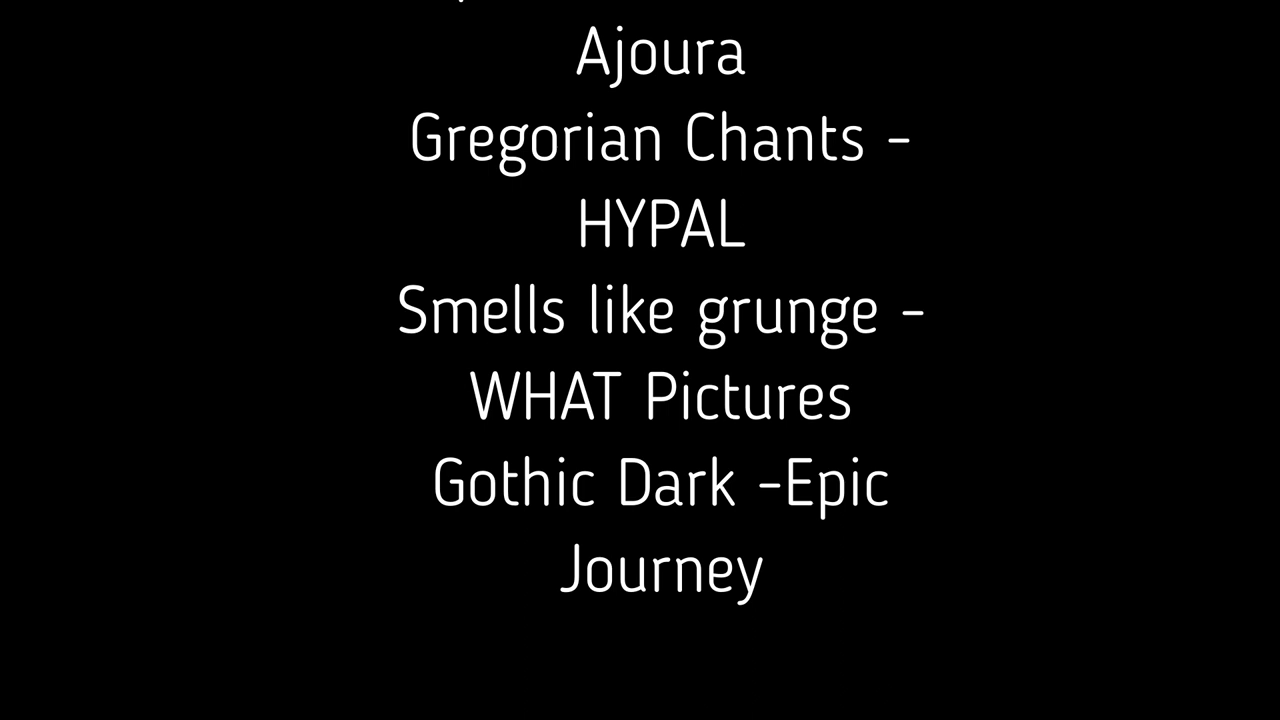 Ajoura
Gregorian Chants -
HYPAL
Smells like grunge -
WHAT Pictures
Gothic Dark -Epic
Journey